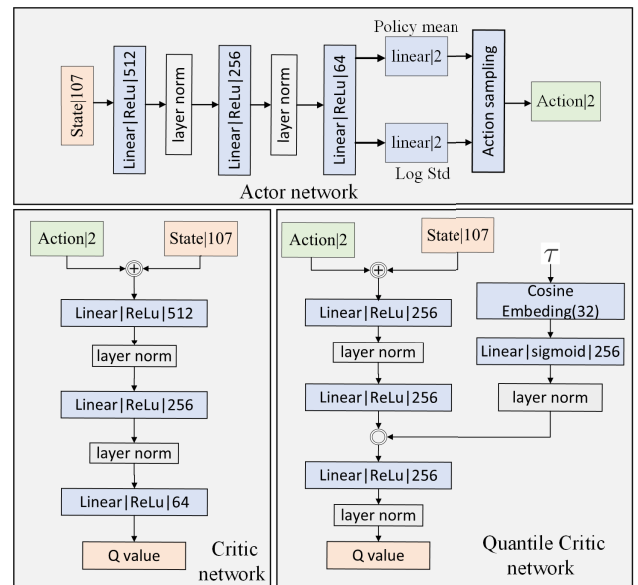 Policy mean
State|107
Linear|ReLu|512
layer norm
Linear|ReLu|256
layer norm
Linear|ReLu|64
linear|2
linear|2
Log Std
Action sampling
Action|2
Actor network
Action|2
State|107
+
Linear|ReLu|512
layer norm
Linear|ReLu|256
layer norm
Linear|ReLu|64
Q value
Critic
network
Action|2
State|107
+
Linear|ReLu|256
layer norm
Linear|ReLu|256
τ
Cosine
Embeding(32)
Linear|sigmoid|256
layer norm
Linear|ReLu|256
layer norm
Q value
Quantile Critic
network